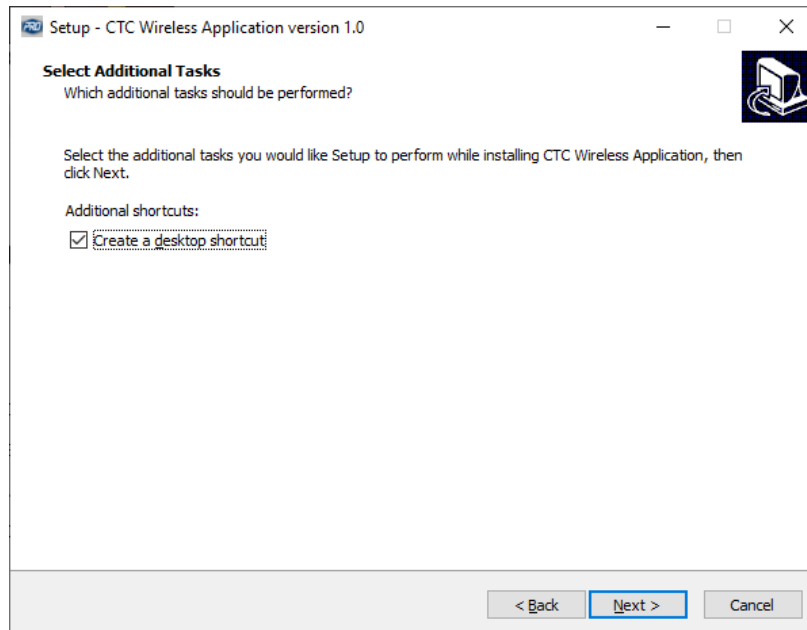 PRO Setup - CTC Wireless Application version 1.0
Select Additional Tasks
Which additional tasks should be performed?
Select the additional tasks you would like Setup to perform while installing CTC Wireless Application, then
click Next.
Additional shortcuts:
Create a desktop shortcut
< Back Next > Cancel